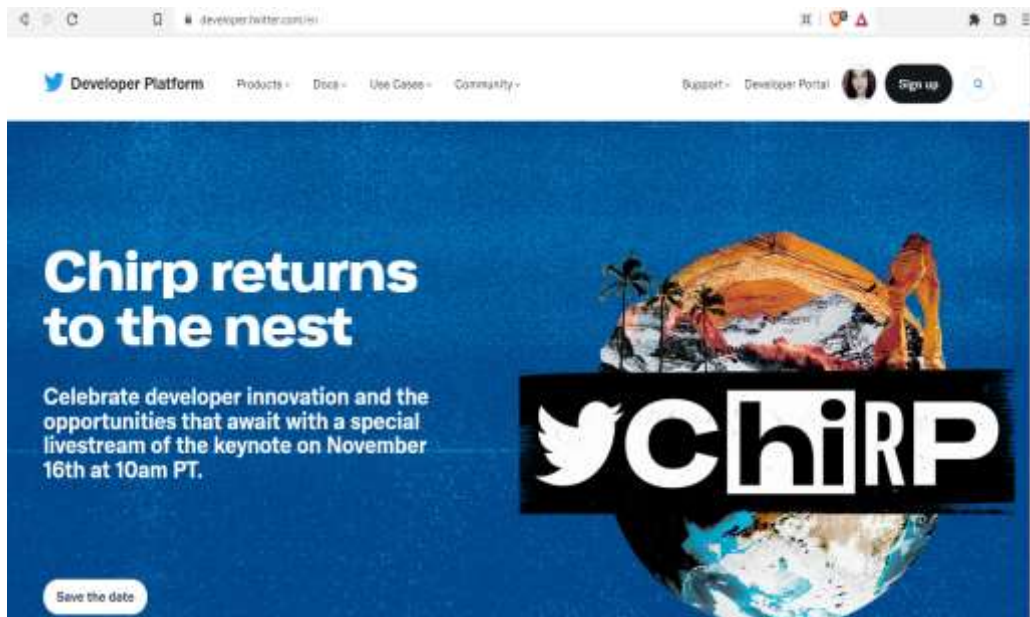 developer.twitter.com/en
Developer Platform Products Docs Use Cases Community Support Developer Portal Sign up
Chirp returns
to the nest
Celebrate developer innovation and the
opportunities that await with a special
livestream of the keynote on November
16th at 10am PT.
ChiRP
Save the date